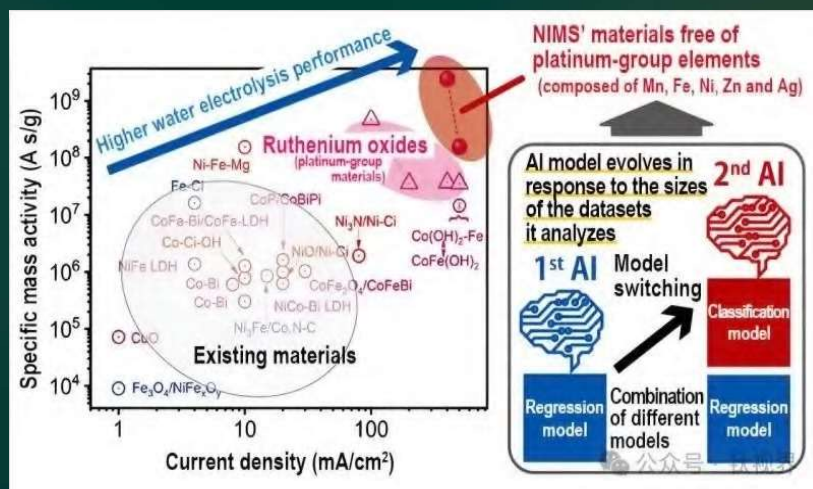 Higher water electrolysis performance
NIMS' materials free of
platinum-group elements
(composed of Mn, Fe, Ni, Zn and Ag)
Specific mass activity (A s/g)
10⁹
10⁸
10⁷
10⁶
10⁵
10⁴
Ruthenium oxides
(platinum-group
materials)
Ni-Fe-Mg
Fe-Ci
CoPi/CoBiPi
CoFe-Bi/CoFe-LDH
Ni₃N/Ni-Ci
Co-Ci-OH
NiO/Ni-Ci
Co(OH)₂-Fe
CoFe(OH)₂
NiFe LDH
CoFe₂O₄/CoFeBi
Co-Bi
Co-Bi
NiCo-Bi LDH
Ni₃Fe/Co,N-C
CuO
Existing materials
Fe₃O₄/NiFeₓOᵧ
1
10
100
Current density (mA/cm²)
AI model evolves in
response to the sizes
of the datasets
it analyzes
2nd AI
1st AI
Model
switching
Classification
model
Regression
model
Combination
of different
models
Regression
model
公众号 · 钛视界